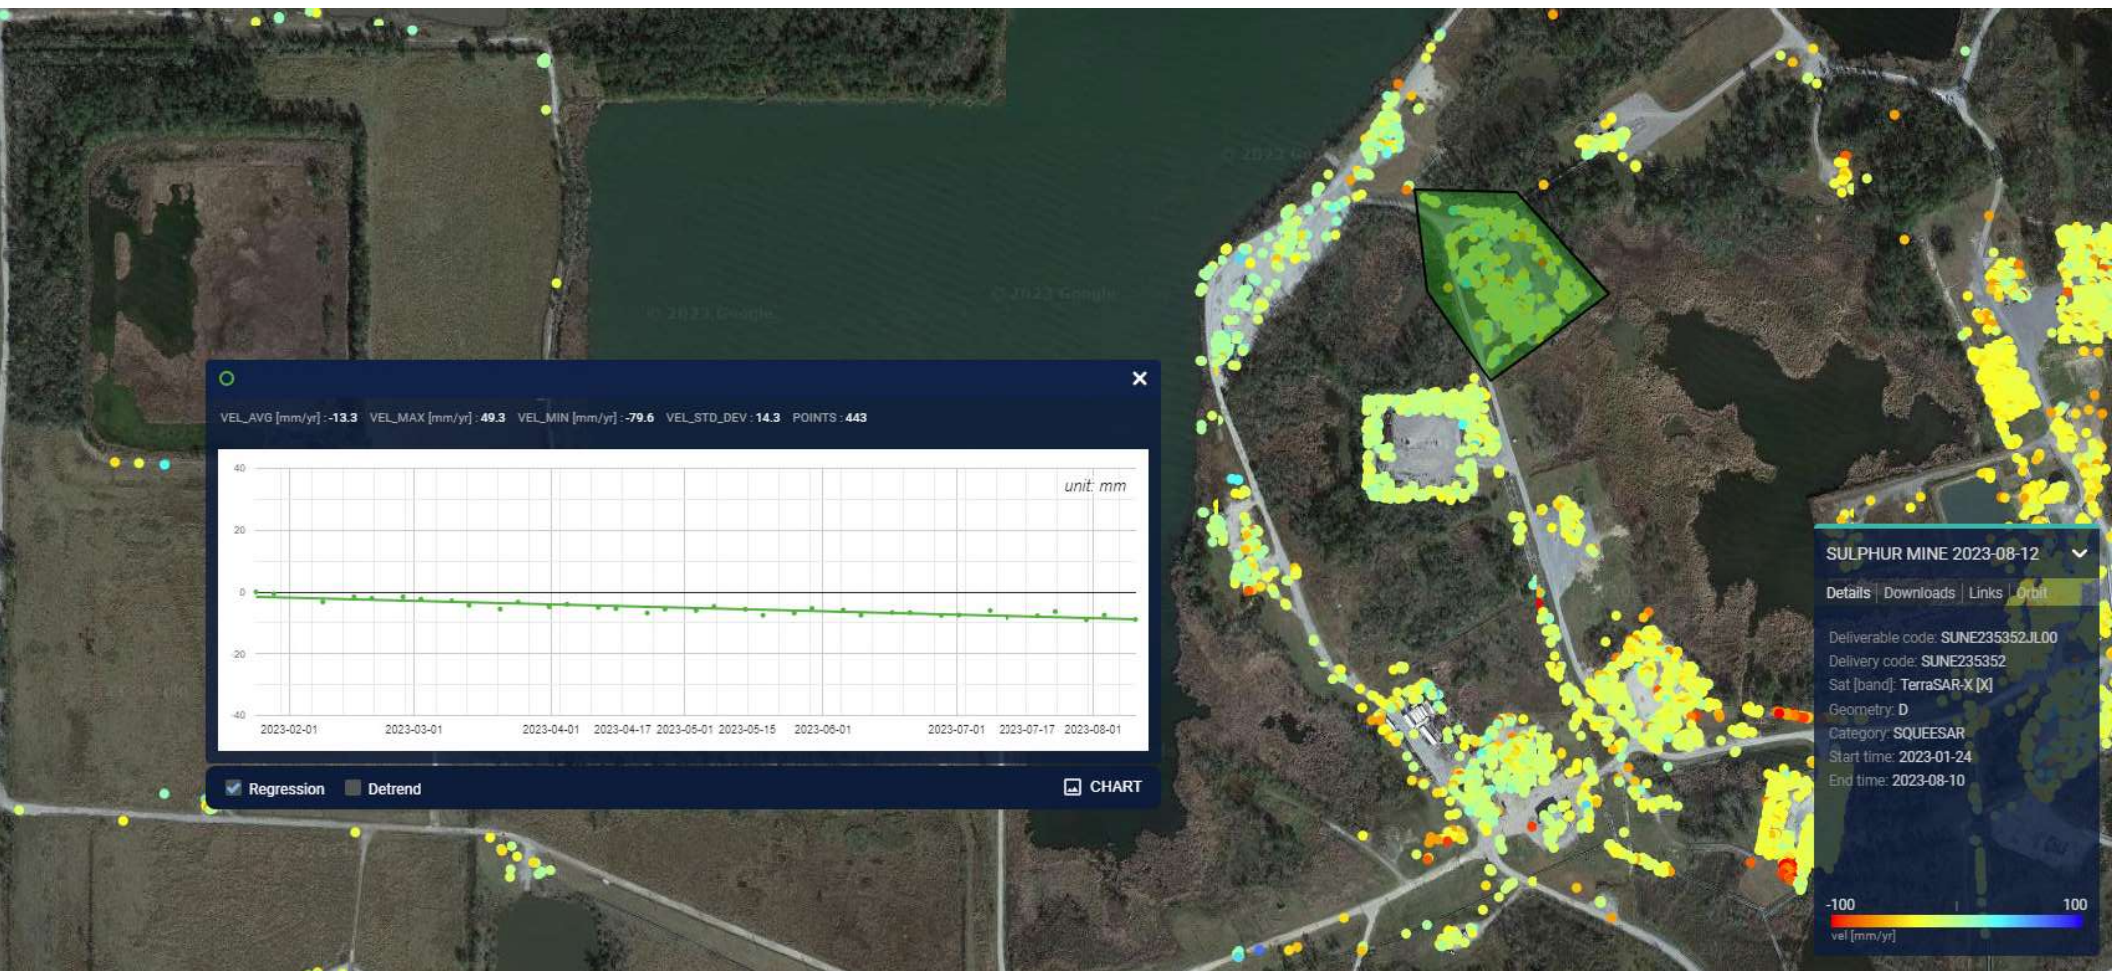 © 2023 Google
© 2023 Google
VEL_AVG [mm/yr] : -13.3 VEL_MAX [mm/yr] : 49.3 VEL_MIN [mm/yr] : -79.6 VEL_STD_DEV : 14.3 POINTS : 443
unit: mm
40
20
0
-20
-40
2023-02-01 2023-03-01 2023-04-01 2023-04-17 2023-05-01 2023-05-15 2023-06-01 2023-07-01 2023-07-17 2023-08-01
Regression Detrend CHART
SULPHUR MINE 2023-08-12
Details | Downloads | Links | Orbit
Deliverable code: SUNE235352JL00
Delivery code: SUNE235352
Sat [band]: TerraSAR-X [X]
Geometry: D
Category: SQUEESAR
Start time: 2023-01-24
End time: 2023-08-10
-100 100
vel [mm/yr]